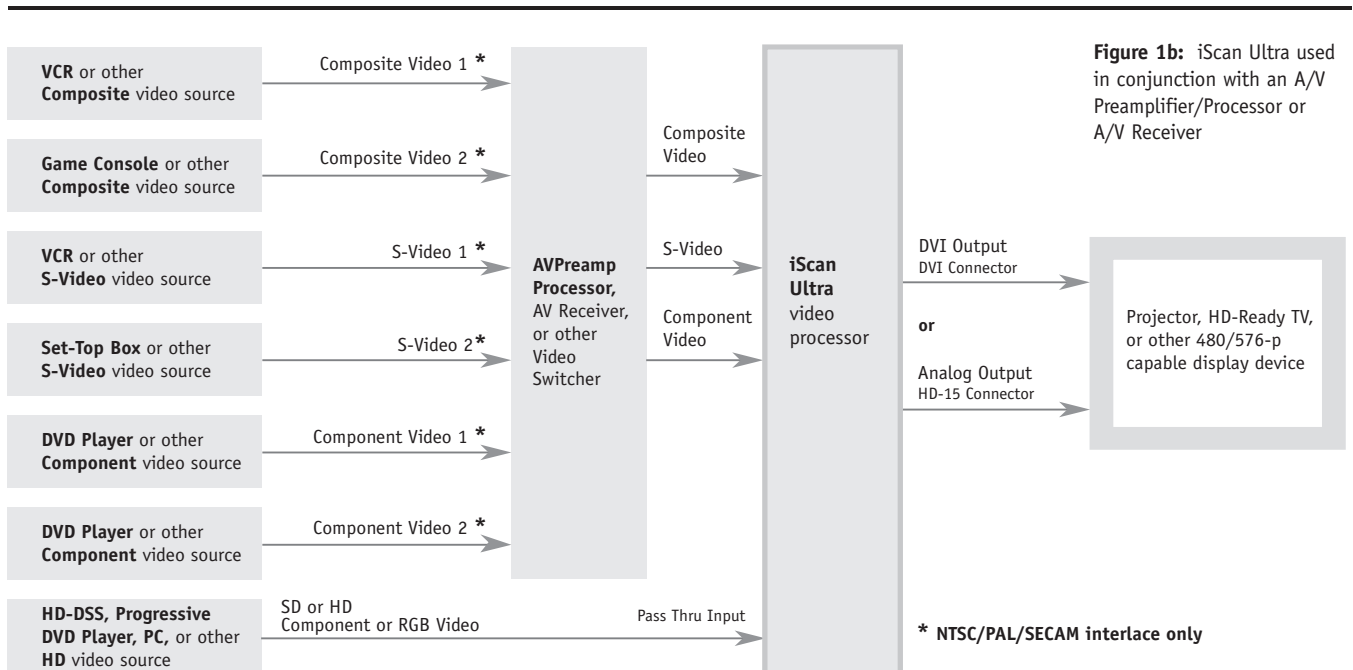 Figure 1b: iScan Ultra used
in conjunction with an A/V
Preamplifier/Processor or
A/V Receiver
VCR or other
Composite video source
Composite Video 1 *
Game Console or other
Composite video source
Composite Video 2 *
VCR or other
S-Video video source
S-Video 1 *
Set-Top Box or other
S-Video video source
S-Video 2*
DVD Player or other
Component video source
Component Video 1 *
DVD Player or other
Component video source
Component Video 2 *
HD-DSS, Progressive
DVD Player, PC, or other
HD video source
SD or HD
Component or RGB Video
Pass Thru Input
AVPreamp
Processor,
AV Receiver,
or other
Video
Switcher
Composite
Video
S-Video
Component
Video
iScan
Ultra
video
processor
DVI Output
DVI Connector
or
Analog Output
HD-15 Connector
Projector, HD-Ready TV,
or other 480/576-p
capable display device
* NTSC/PAL/SECAM interlace only